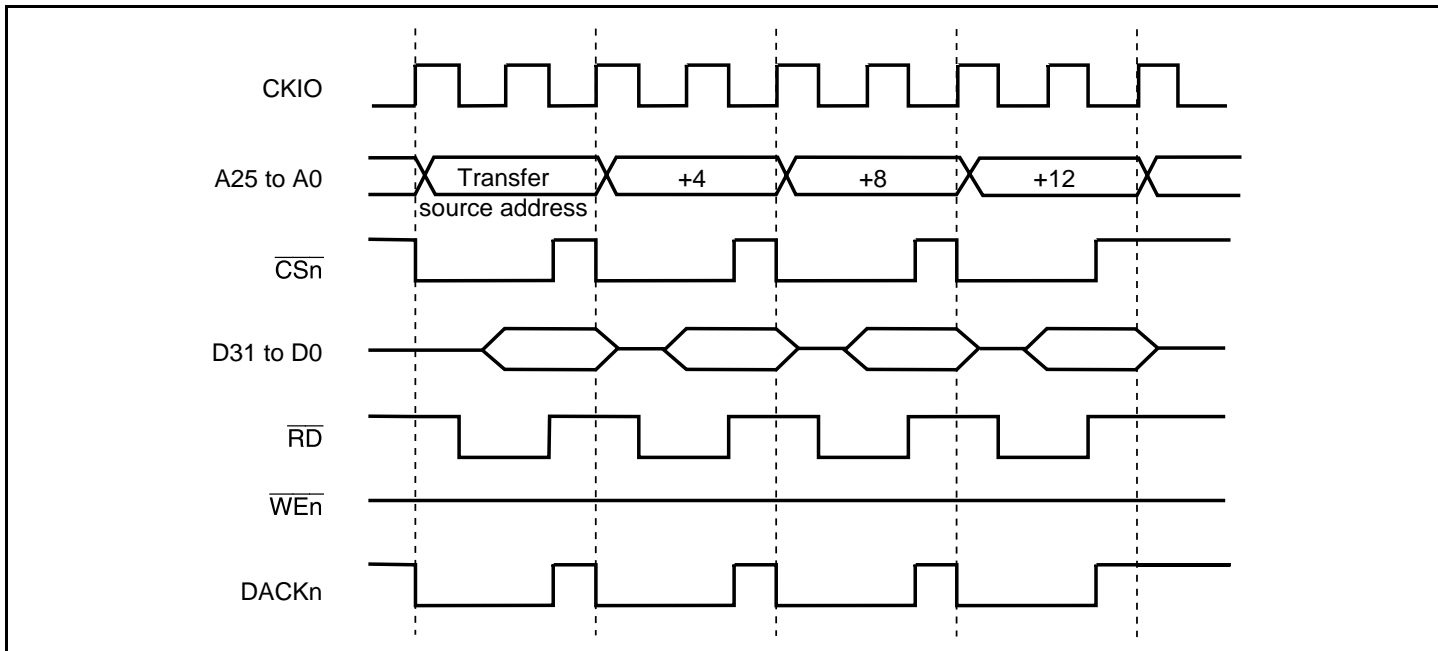 CKIO
A25 to A0
Transfer
source address
+4
+8
+12
CSn
D31 to D0
RD
WEn
DACKn